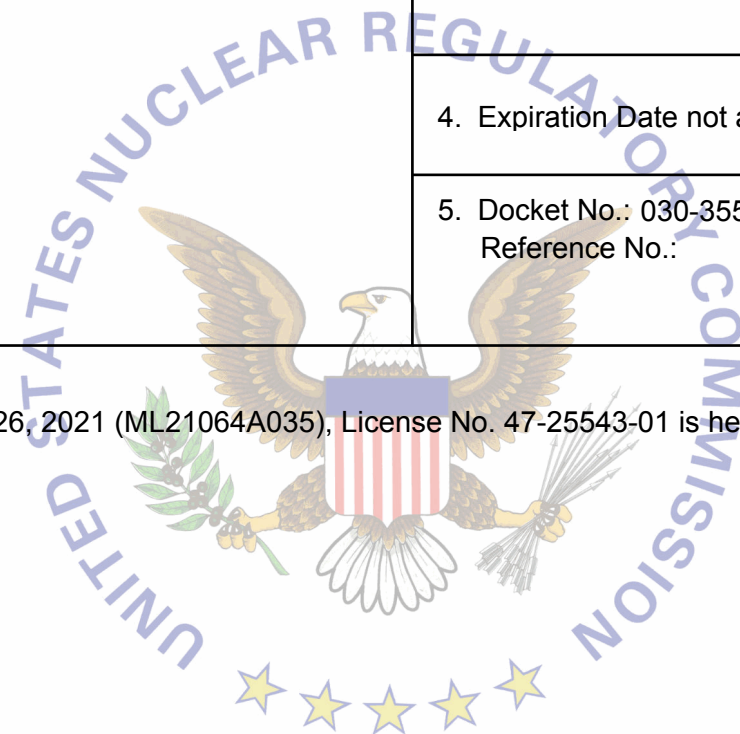 UNITED STATES NUCLEAR REGULATORY COMMISSION
4. Expiration Date not
5. Docket No.: 030-355
Reference No.:
26, 2021 (ML21064A035), License No. 47-25543-01 is he